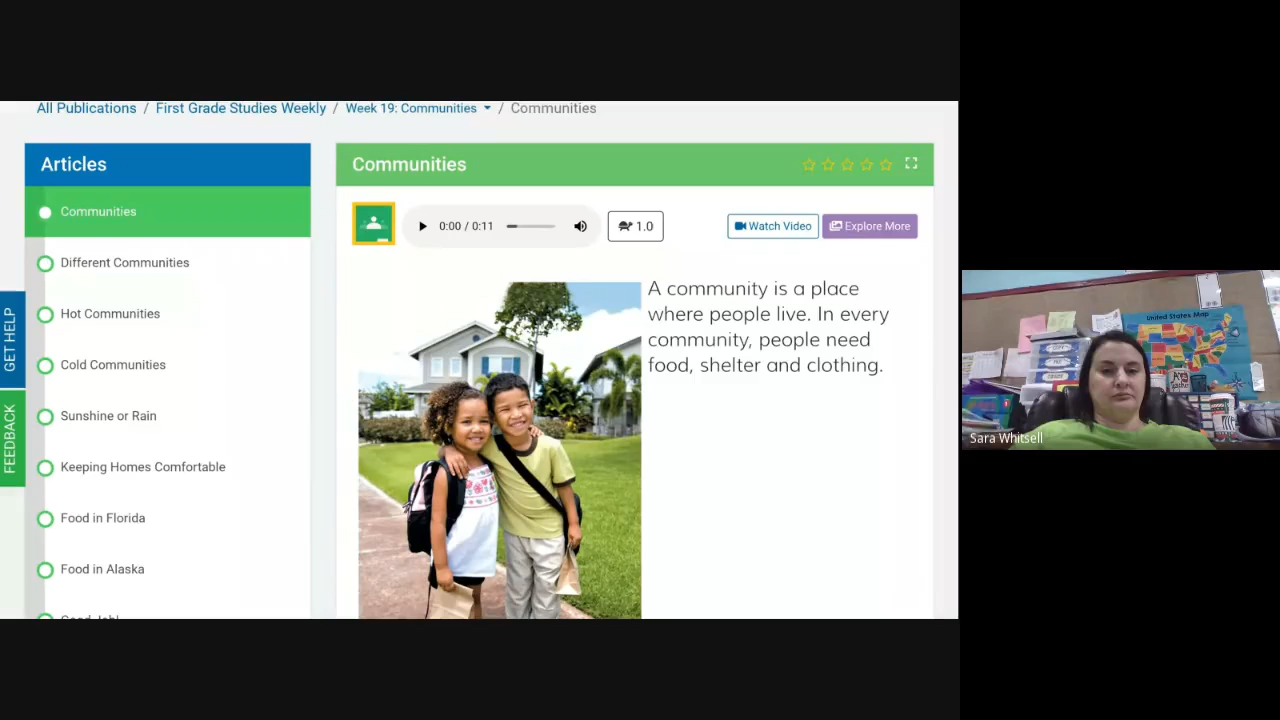 All Publications / First Grade Studies Weekly / Week 19: Communities / Communities
Articles
Communities
Different Communities
Hot Communities
Cold Communities
Sunshine or Rain
Keeping Homes Comfortable
Food in Florida
Food in Alaska
GET HELP
FEEDBACK
Communities
0:00 / 0:11
1.0
Watch Video
Explore More
A community is a place
where people live. In every
community, people need
food, shelter and clothing.
United States Map
Sara Whitsell